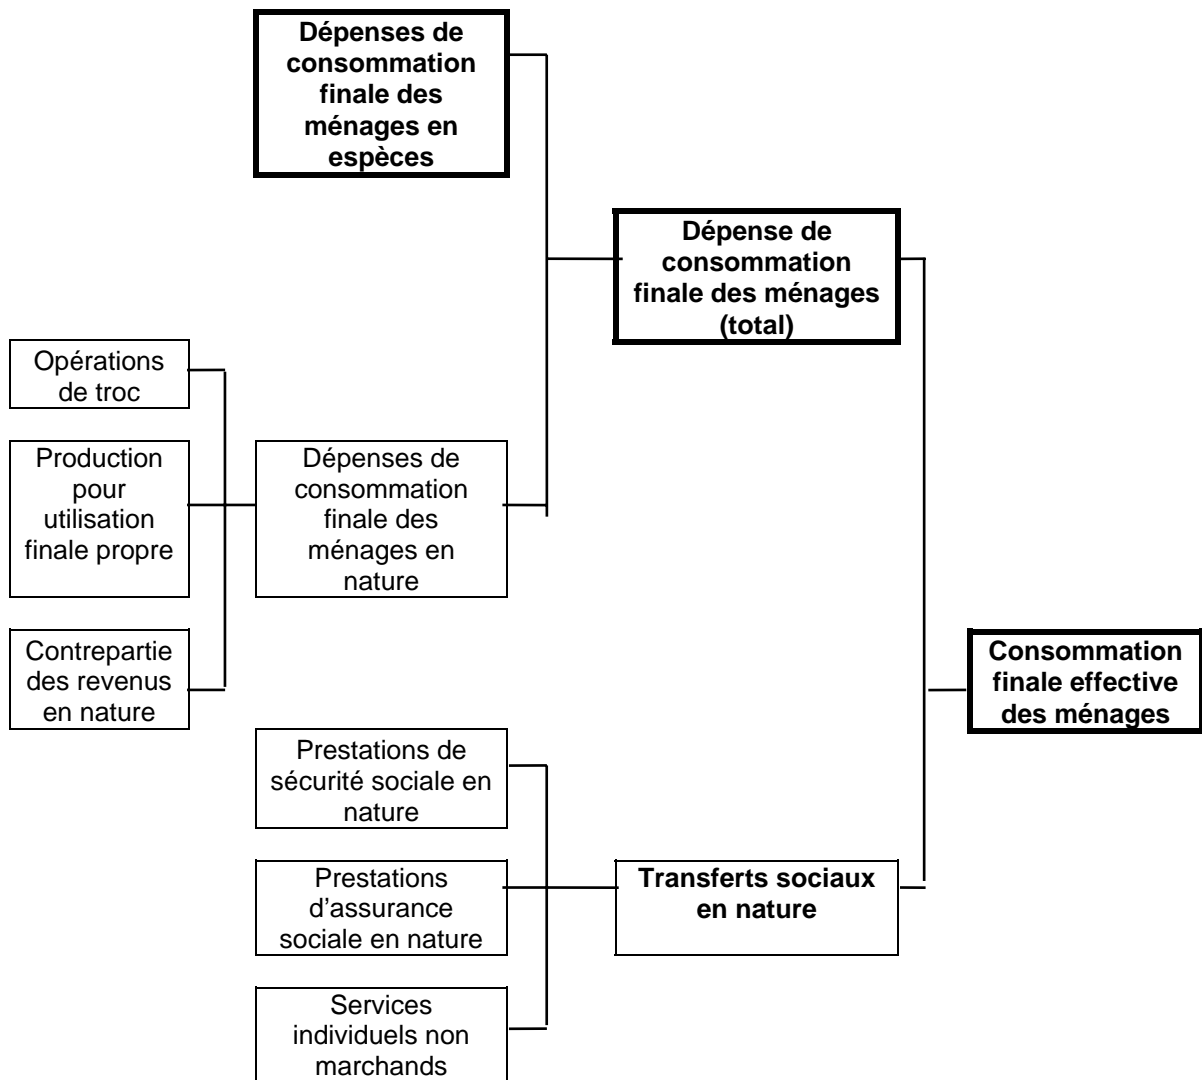 Dépenses de
consommation
finale des
ménages en
espèces
Dépense de
consommation
finale des ménages
(total)
Opérations
de troc
Production
pour
utilisation
finale propre
Dépenses de
consommation
finale des
ménages en
nature
Contrepartie
des revenus
en nature
Consommation
finale effective
des ménages
Prestations de
sécurité sociale en
nature
Prestations
d'assurance
sociale en nature
Transferts sociaux
en nature
Services
individuels non
marchands